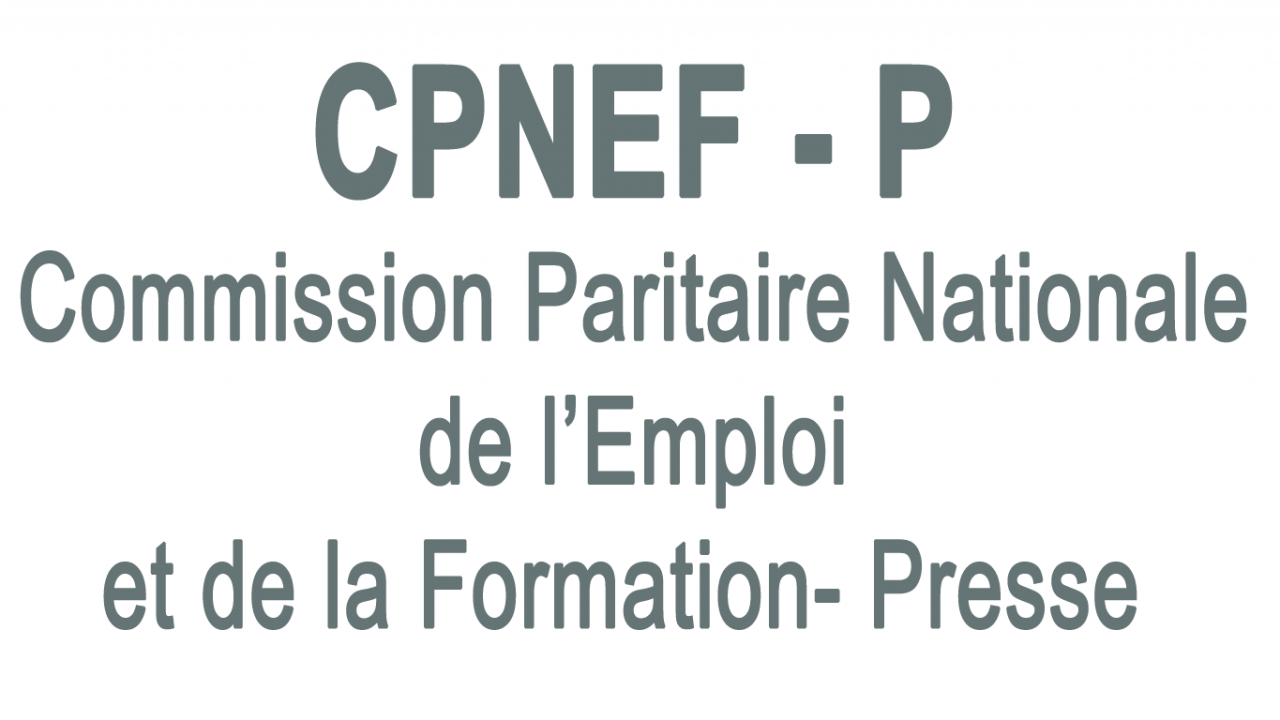 CPNEF - P
Commission Paritaire Nationale
de l’Emploi
et de la Formation- Presse